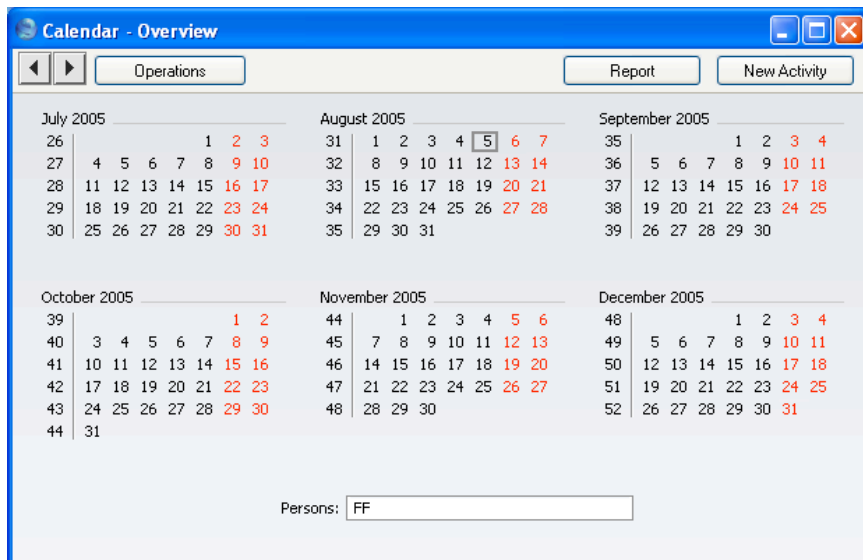 Calendar - Overview
Operations Report New Activity
July 2005 August 2005 September 2005
26 1 2 3 31 1 2 3 4 5 6 7 35 1 2 3 4
27 4 5 6 7 8 9 10 32 8 9 10 11 12 13 14 36 5 6 7 8 9 10 11
28 11 12 13 14 15 16 17 33 15 16 17 18 19 20 21 37 12 13 14 15 16 17 18
29 18 19 20 21 22 23 24 34 22 23 24 25 26 27 28 38 19 20 21 22 23 24 25
30 25 26 27 28 29 30 31 35 29 30 31 39 26 27 28 29 30
October 2005 November 2005 December 2005
39 1 2 44 1 2 3 4 5 6 48 1 2 3 4
40 3 4 5 6 7 8 9 45 7 8 9 10 11 12 13 49 5 6 7 8 9 10 11
41 10 11 12 13 14 15 16 46 14 15 16 17 18 19 20 50 12 13 14 15 16 17 18
42 17 18 19 20 21 22 23 47 21 22 23 24 25 26 27 51 19 20 21 22 23 24 25
43 24 25 26 27 28 29 30 48 28 29 30 52 26 27 28 29 30 31
44 31
Persons: FF